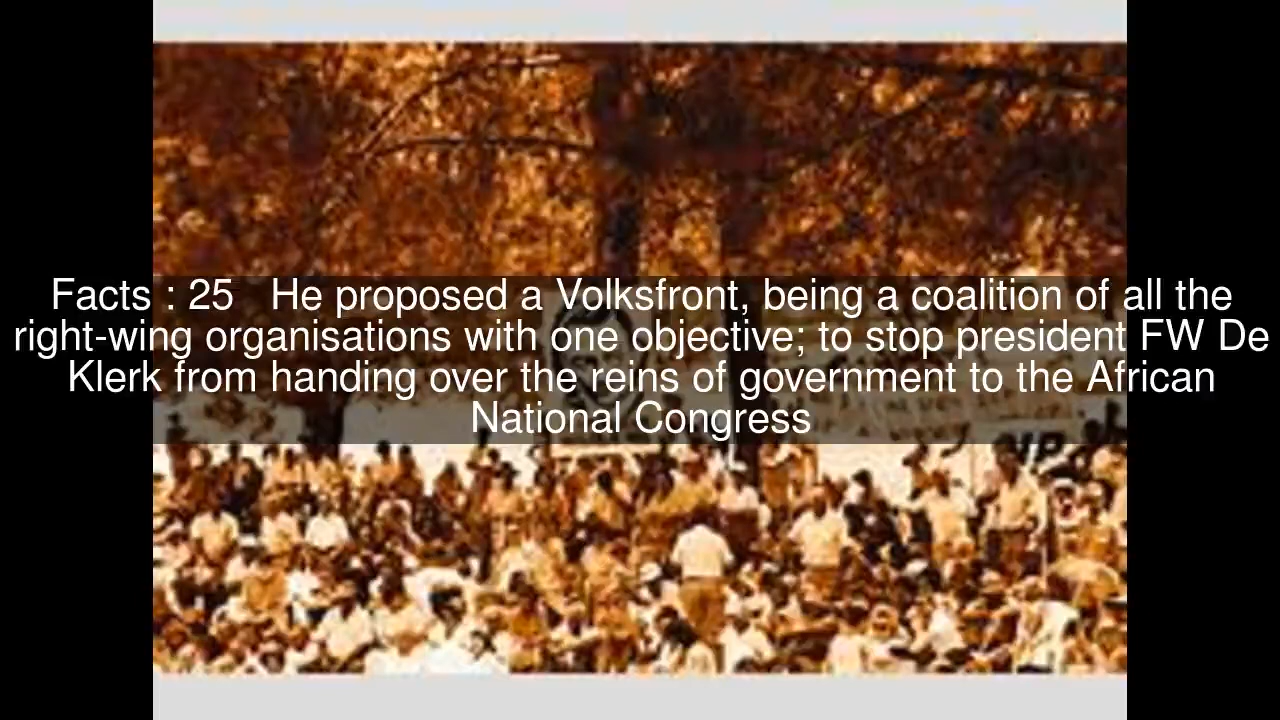 Facts : 25   He proposed a Volksfront, being a coalition of all the
right-wing organisations with one objective; to stop president FW De
Klerk from handing over the reins of government to the African
National Congress